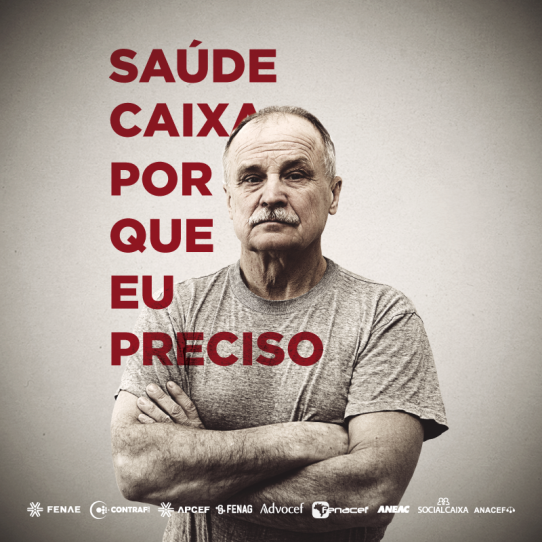 SAÚDE
CAIXA
POR
QUE
EU
PRECISO
FENAE CONTRAF APCEF FENAG Advocef Fenacef ANEAC SOCIALCAIXA ANACEF